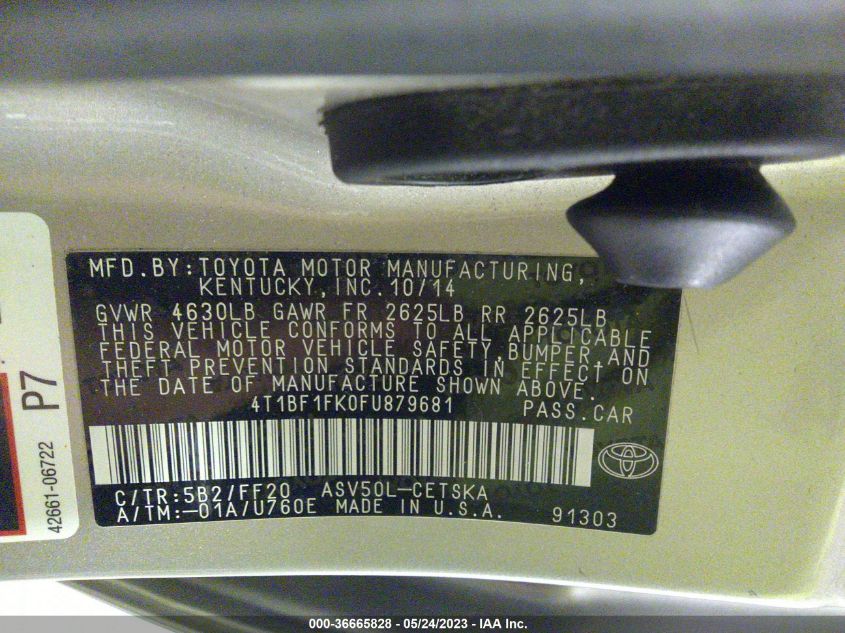 MFD.BY:TOYOTA MOTOR MANUFACTURING,
KENTUCKY, INC. 10/14
GVWR 4630LB GAWR FR 2625LB RR 2625LB
THIS VEHICLE CONFORMS TO ALL APPLICABLE
FEDERAL MOTOR VEHICLE SAFETY, BUMPER, AND
THEFT PREVENTION STANDARDS IN EFFECT ON
THE DATE OF MANUFACTURE SHOWN ABOVE.
4T1BF1FK0FU879681 PASS.CAR
C/TR:5B2/FF20 ASV50L-CETSKA
A/TM:-01A/U760E MADE IN U.S.A. 91303
P7
42661-06722
000-36665828 - 05/24/2023 - IAA Inc.